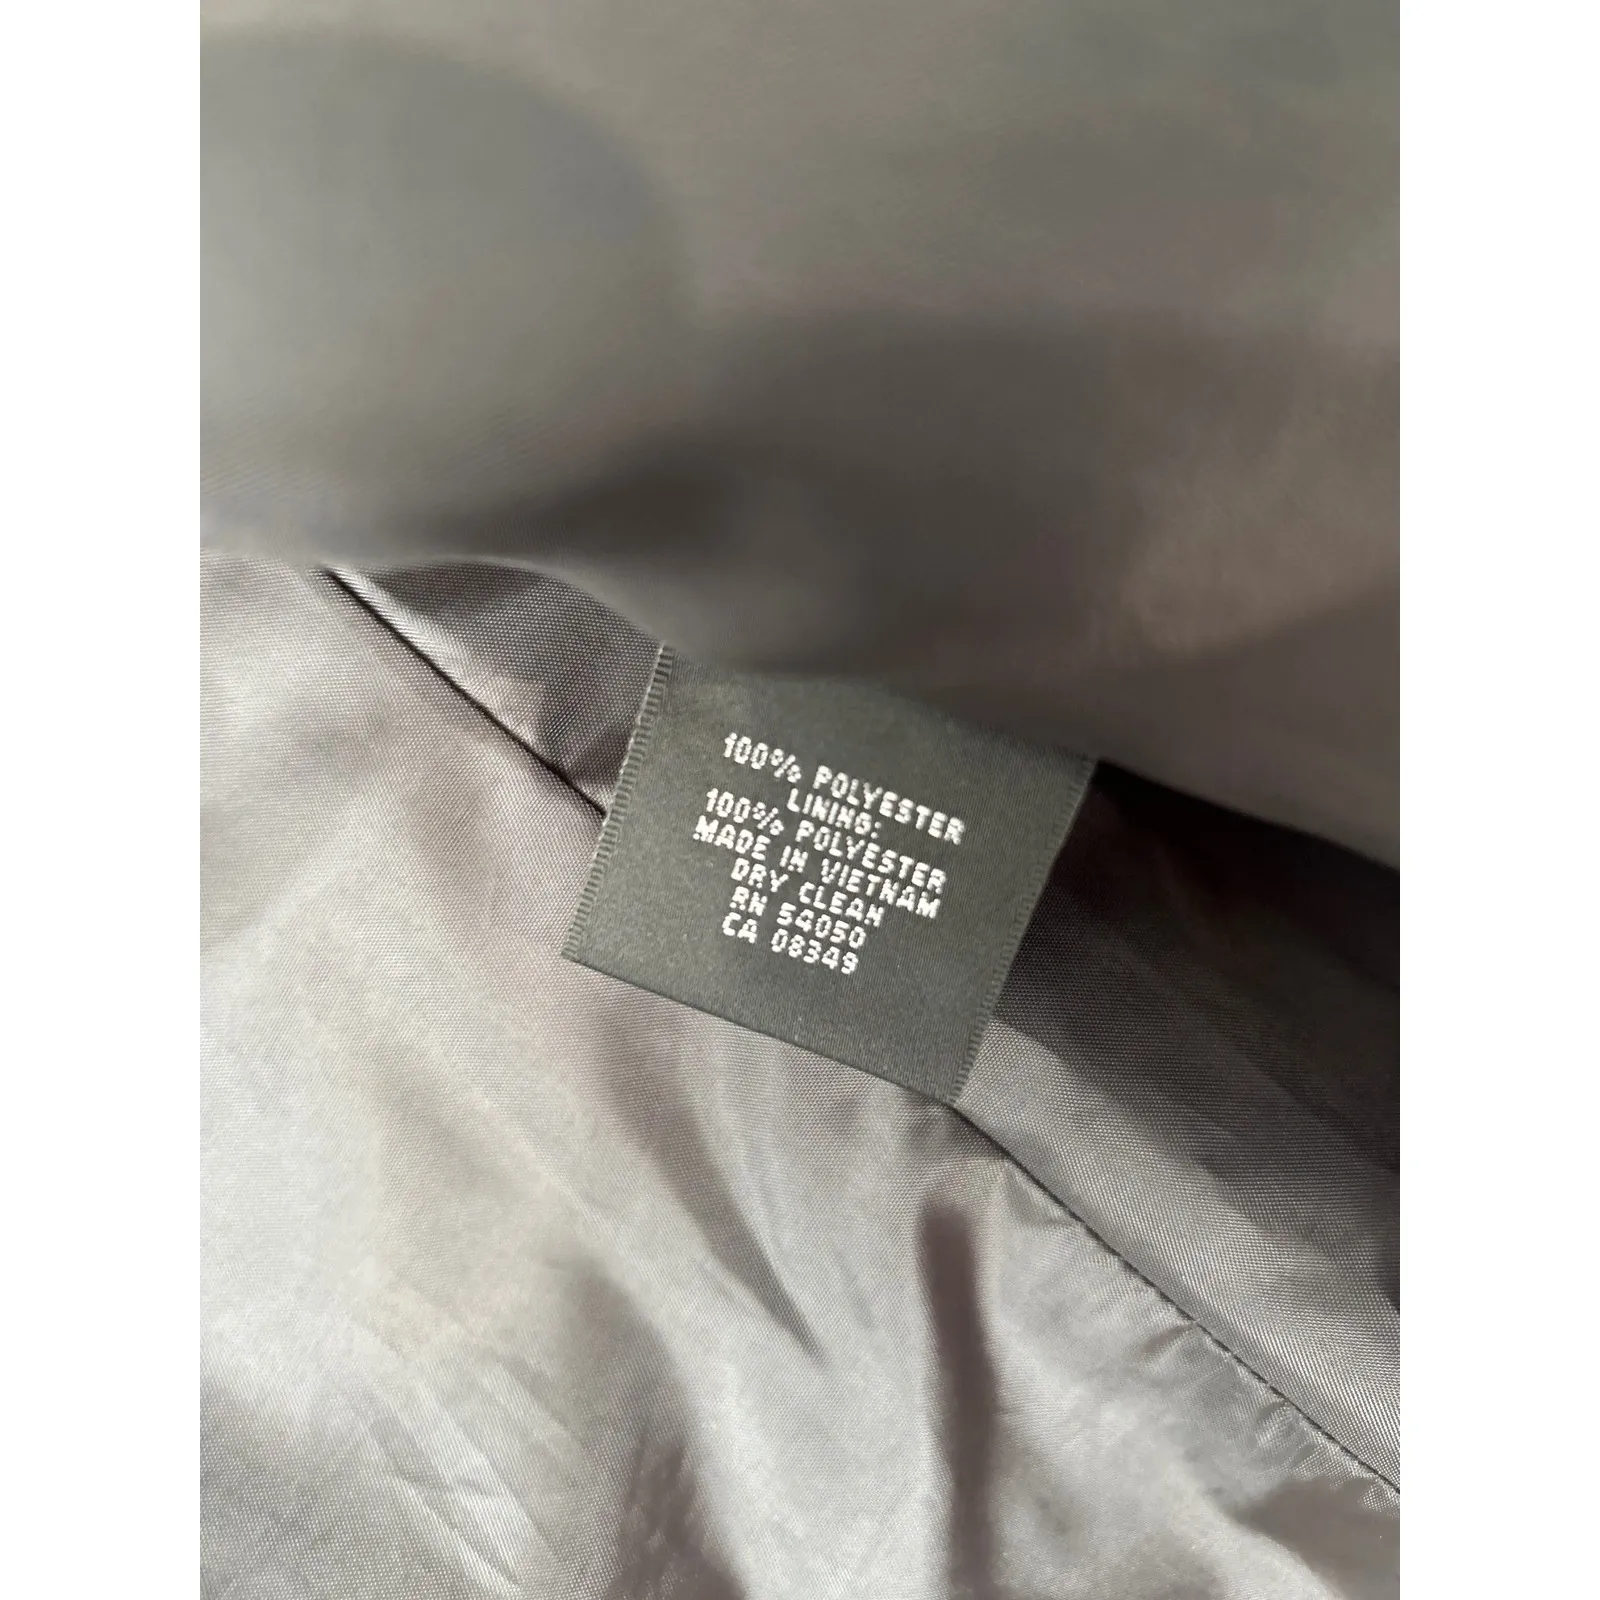 100% POLYESTER
LINING:
100% POLYESTER
MADE IN VIETNAM
DRY CLEAN
RN 54050
CA 08349